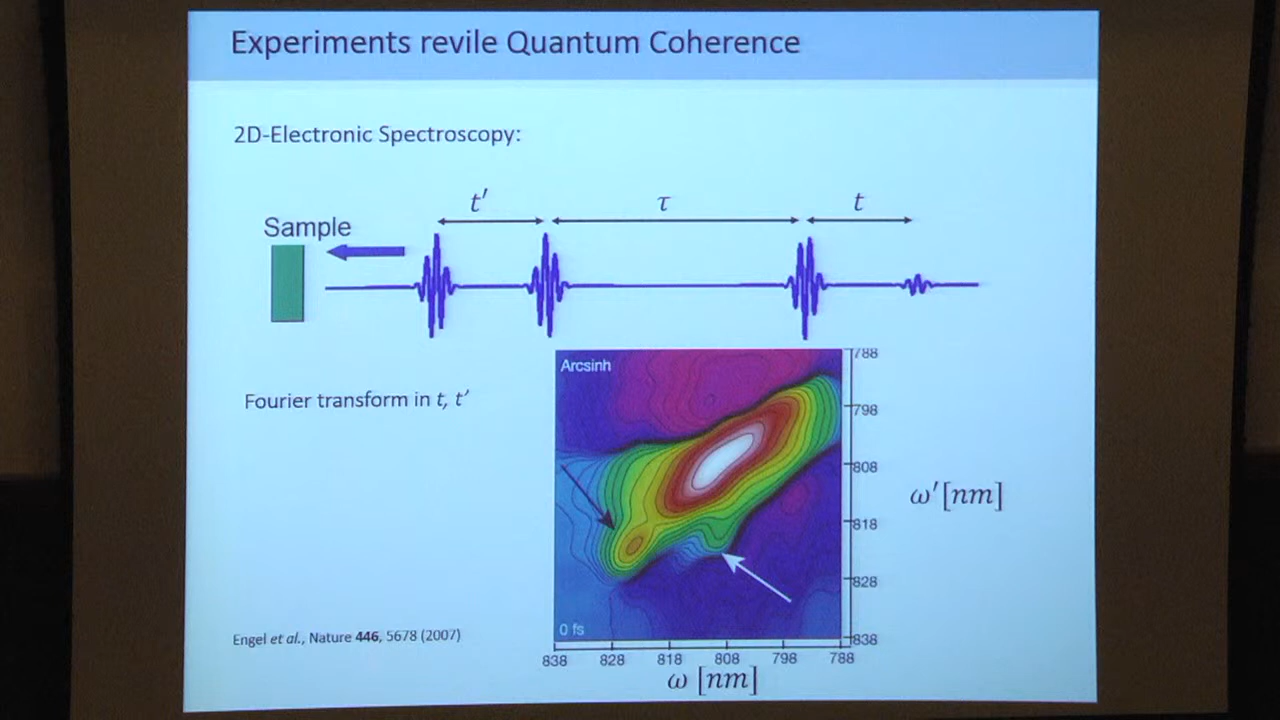 Experiments revile Quantum Coherence
2D-Electronic Spectroscopy:
t′ τ t
Sample
Fourier transform in t, t′
Arcsinh
0 fs
788
798
808
818
828
838
ω′[nm]
838 828 818 808 798 788
ω [nm]
Engel et al., Nature 446, 5678 (2007)